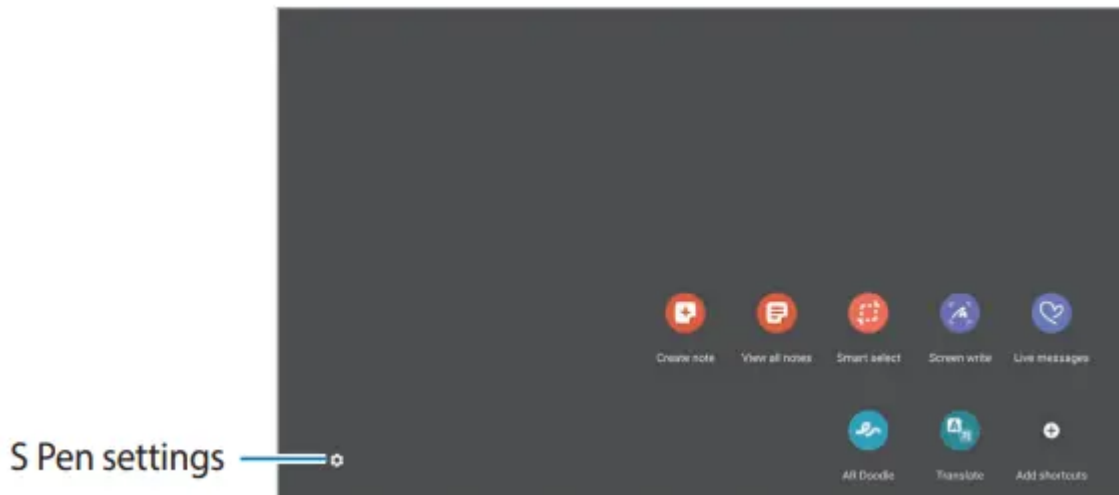 Create note View all notes Smart select Screen write Live messages
S Pen settings
AR Doodle Translate Add shortcuts